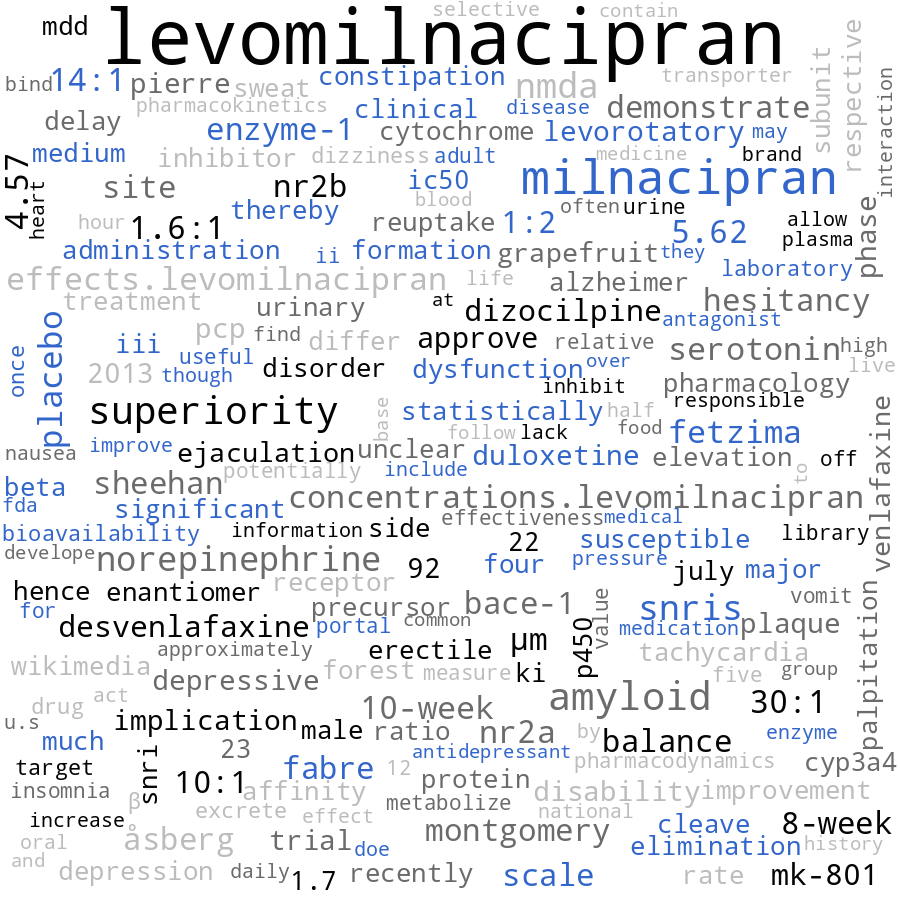 selective
contain
mdd
levomilnacipran
bind
14:1
pierre
sweat
constipation
nmda
transporter
subunit
respective
interaction
pharmacokinetics
clinical
disease
demonstrate
delay
enzyme-1
cytochrome
levorotatory
may
medium
inhibitor
dizziness
adult
medicine
brand
4.57
heart
site
nr2b
ic50
blood
milnacipran
hour
1.6:1
thereby
reuptake
1:2
often
urine
5.62
allow
plasma
phase
administration
ii
formation
grapefruit
they
laboratory
effects.levomilnacipran
life
alzheimer
treatment
urinary
at
dizocilpine
hesitancy
antagonist
placebo
pcp
find
differ
approve
relative
serotonin
high
once
iii
useful
though
2013
disorder
dysfunction
over
live
inhibit
pharmacology
responsible
superiority
base
statistically
half
follow
lack
food
fetzima
venlafaxine
nausea
improve
ejaculation
unclear
duloxetine
elevation
off
beta
sheehan
potentially
include
to
fda
significant
concentrations.levomilnacipran
bioavailability
information
side
effectiveness
medical
22
susceptible
library
develope
norepinephrine
92
four
pressure
july
major
hence
enantiomer
receptor
precursor
bace-1
value
snris
vomit
for
desvenlafaxine
portal
common
medication
plaque
palpitation
approximately
erectile
μm
p450
tachycardia
wikimedia
depressive
forest
measure
ki
five
group
drug
act
10-week
amyloid
30:1
u.s
implication
male
ratio
nr2a
by
balance
enzyme
much
snri
23
antidepressant
pharmacodynamics
cyp3a4
target
10:1
fabre
12
protein
insomnia
β
affinity
metabolize
disability
improvement
increase
excrete
effect
national
oral
åsberg
trial
doe
montgomery
cleave
8-week
elimination
history
and
depression
daily
1.7
recently
scale
rate
mk-801